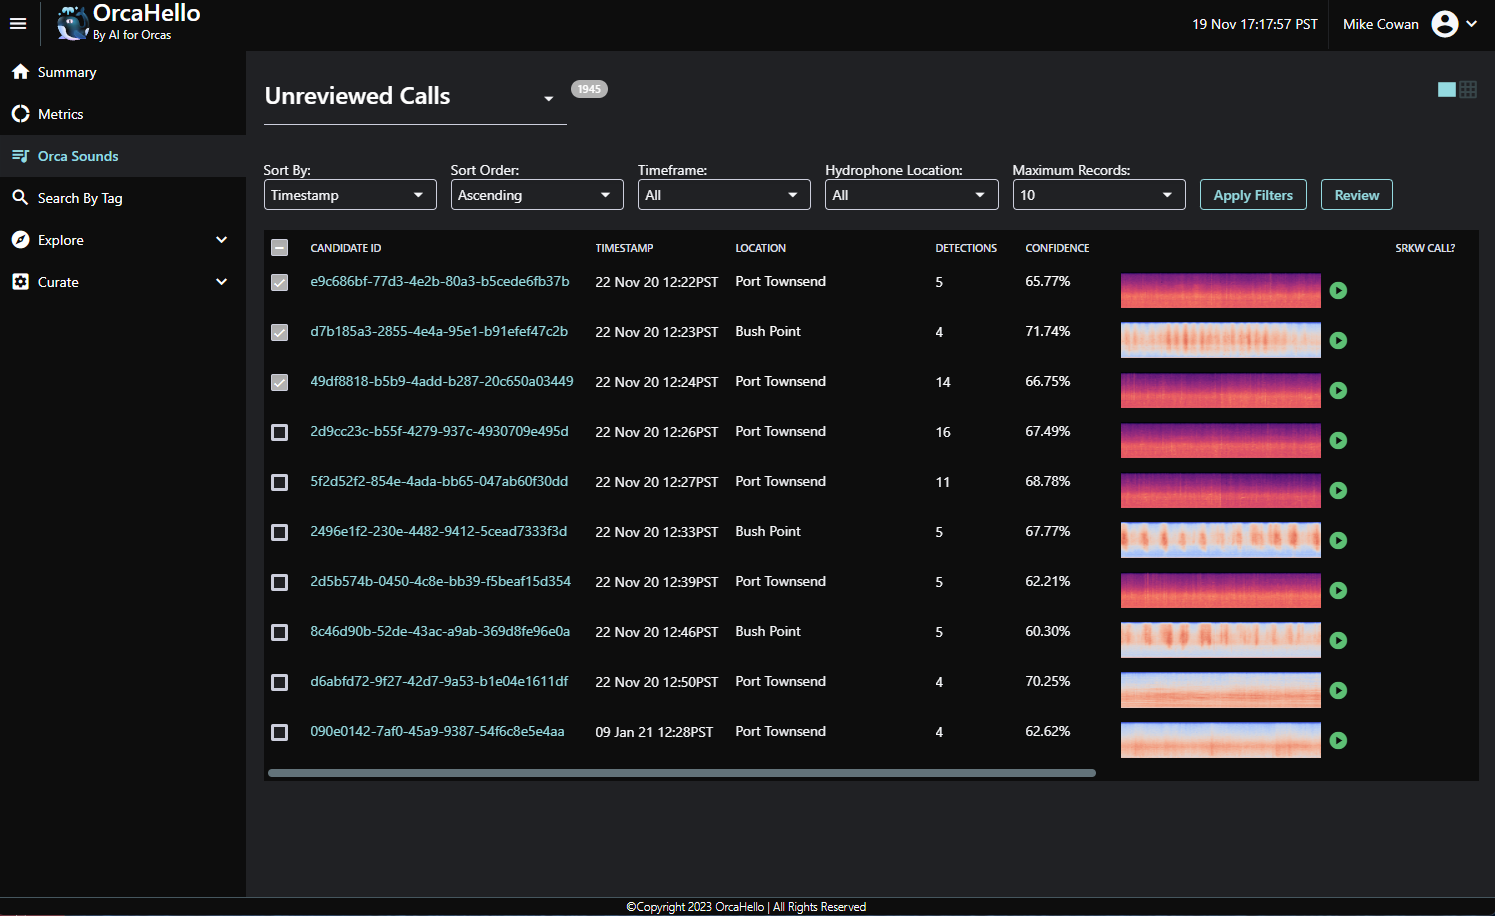 OrcaHello
By AI for Orcas
19 Nov 17:17:57 PST
Mike Cowan
Summary
Metrics
Orca Sounds
Search By Tag
Explore
Curate
Unreviewed Calls
1945
Sort By: Sort Order: Timeframe: Hydrophone Location: Maximum Records:
Timestamp Ascending All All 10 Apply Filters Review
CANDIDATE ID TIMESTAMP LOCATION DETECTIONS CONFIDENCE SRKW CALL?
e9c686bf-77d3-4e2b-80a3-b5cede6fb37b 22 Nov 20 12:22PST Port Townsend 5 65.77%
d7b185a3-2855-4e4a-95e1-b91efef47c2b 22 Nov 20 12:23PST Bush Point 4 71.74%
49df8818-b5b9-4add-b287-20c650a03449 22 Nov 20 12:24PST Port Townsend 14 66.75%
2d9cc23c-b55f-4279-937c-4930709e495d 22 Nov 20 12:26PST Port Townsend 16 67.49%
5f2d52f2-854e-4ada-bb65-047ab60f30dd 22 Nov 20 12:27PST Port Townsend 11 68.78%
2496e1f2-230e-4482-9412-5cead7333f3d 22 Nov 20 12:33PST Bush Point 5 67.77%
2d5b574b-0450-4c8e-bb39-f5beaf15d354 22 Nov 20 12:39PST Port Townsend 5 62.21%
8c46d90b-52de-43ac-a9ab-369d8fe96e0a 22 Nov 20 12:46PST Bush Point 5 60.30%
d6abfd72-9f27-42d7-9a53-b1e04e1611df 22 Nov 20 12:50PST Port Townsend 4 70.25%
090e0142-7af0-45a9-9387-54f6c8e5e4aa 09 Jan 21 12:28PST Port Townsend 4 62.62%
©Copyright 2023 OrcaHello | All Rights Reserved